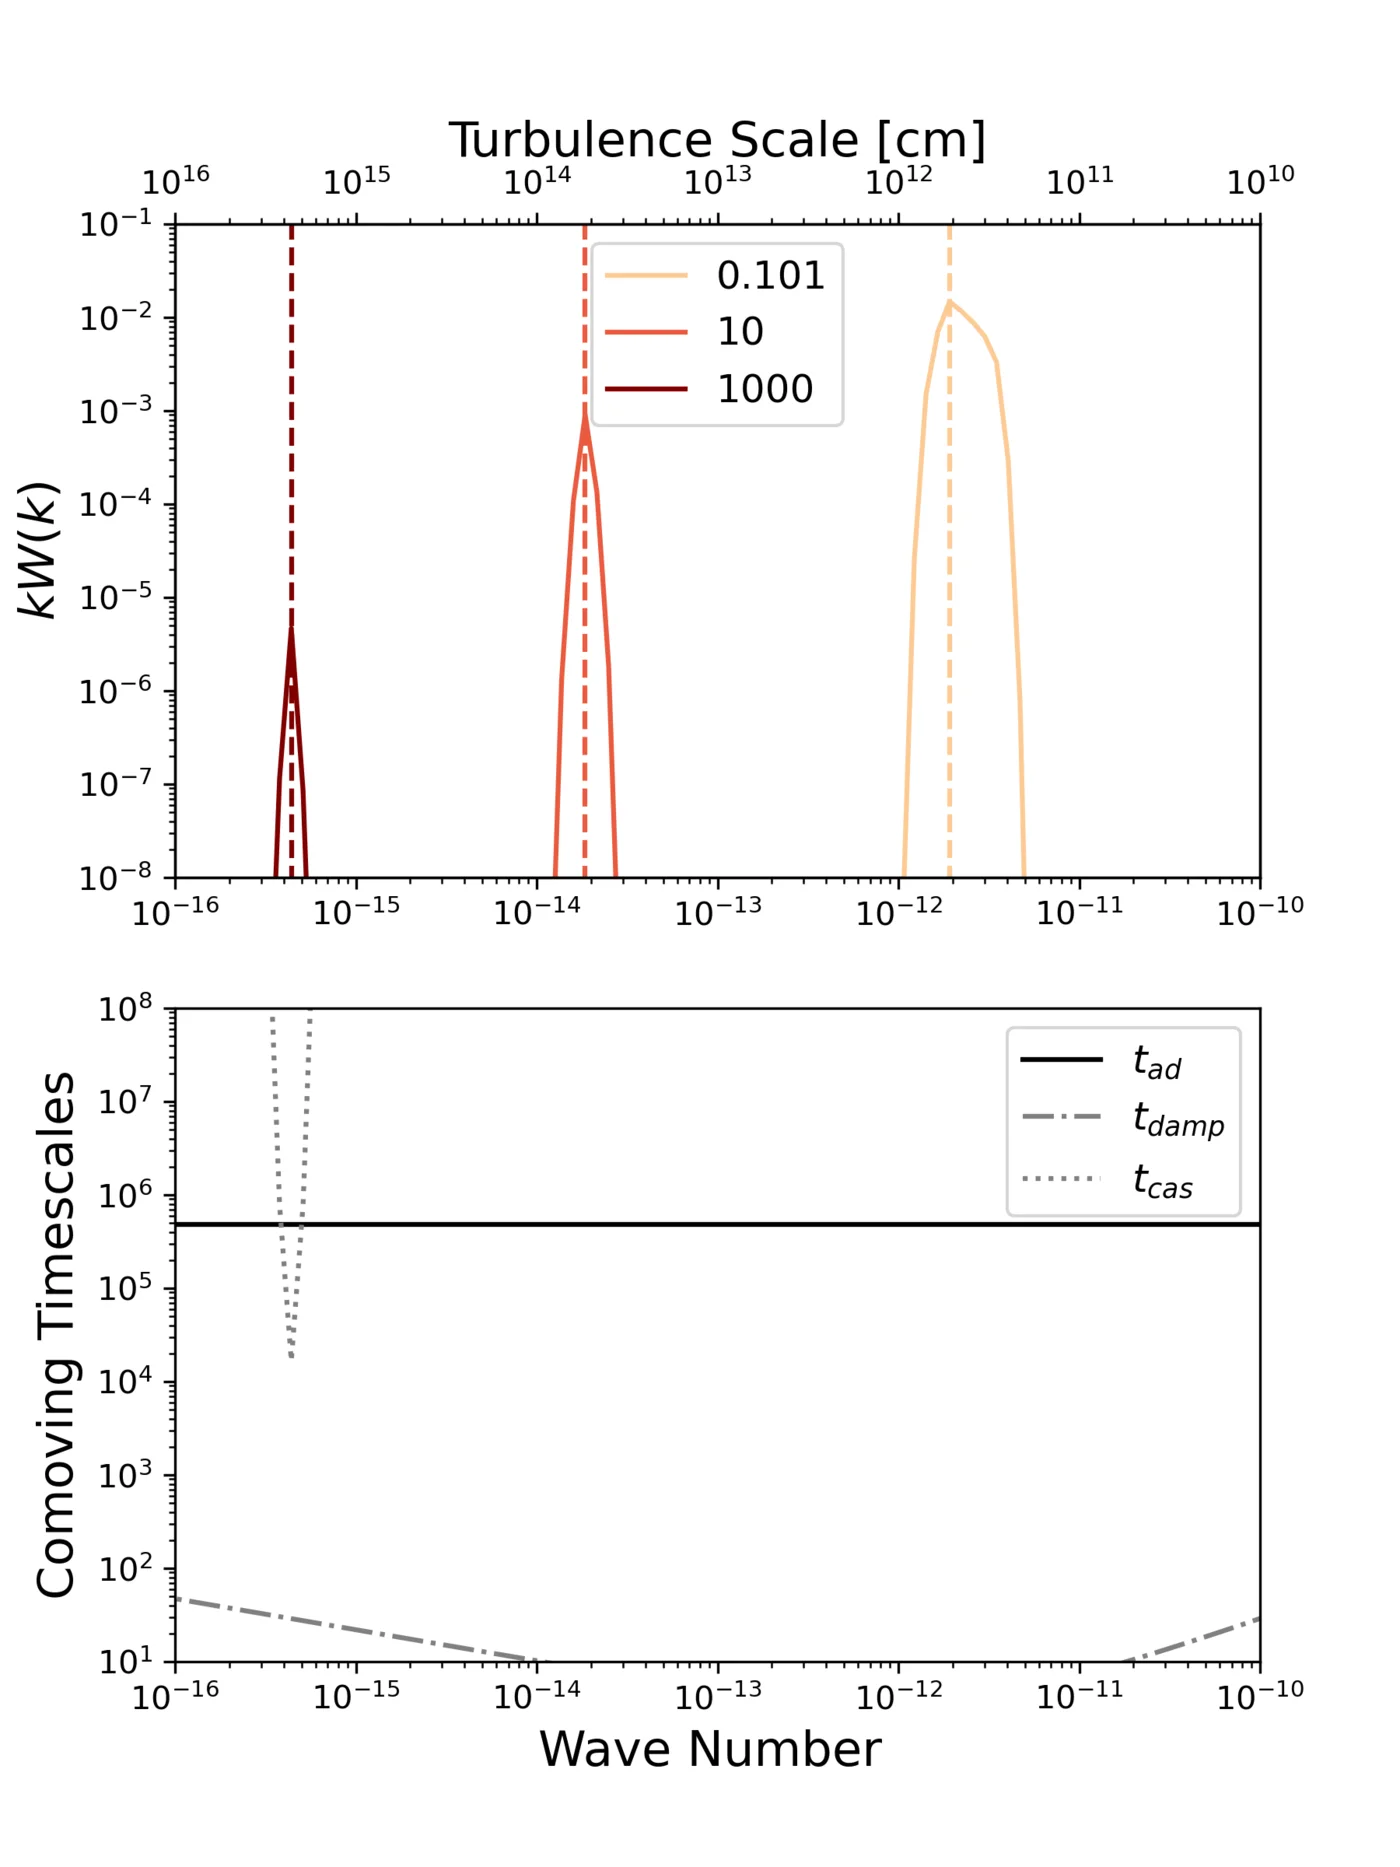 Turbulence Scale [cm]
10¹⁶ 10¹⁵ 10¹⁴ 10¹³ 10¹² 10¹¹ 10¹⁰
10⁻¹
10⁻²
10⁻³
10⁻⁴
10⁻⁵
10⁻⁶
10⁻⁷
10⁻⁸
kW(k)
0.101
10
1000
10⁻¹⁶ 10⁻¹⁵ 10⁻¹⁴ 10⁻¹³ 10⁻¹² 10⁻¹¹ 10⁻¹⁰
10⁸
10⁷
10⁶
10⁵
10⁴
10³
10²
10¹
Comoving Timescales
t_ad
t_damp
t_cas
10⁻¹⁶ 10⁻¹⁵ 10⁻¹⁴ 10⁻¹³ 10⁻¹² 10⁻¹¹ 10⁻¹⁰
Wave Number